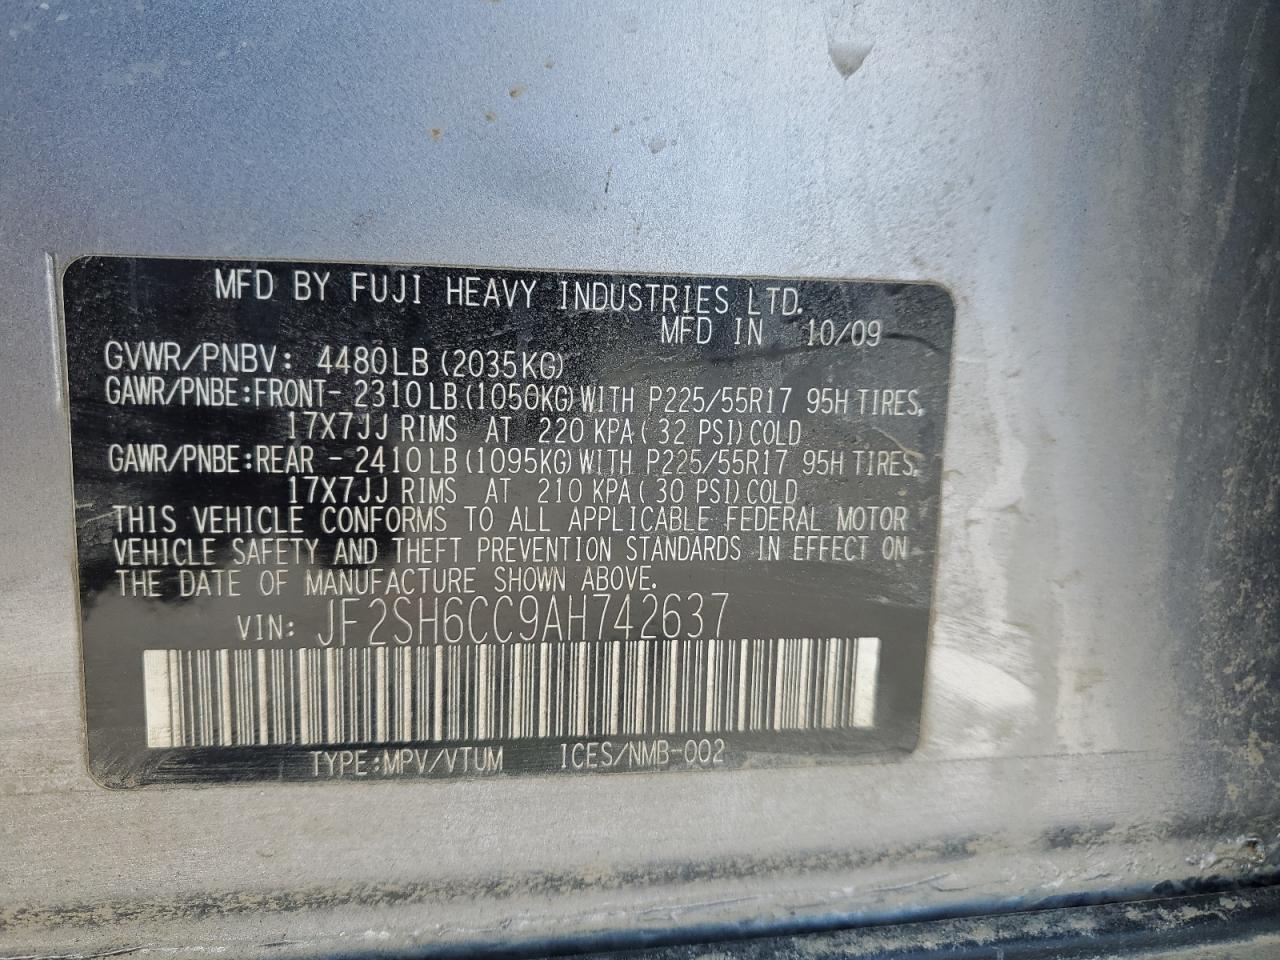 MFD BY FUJI HEAVY INDUSTRIES LTD.
MFD IN 10/09
GVWR/PNBV: 4480LB (2035KG)
GAWR/PNBE:FRONT- 2310LB (1050KG) WITH P225/55R17 95H TIRES,
17X7JJ RIMS AT 220 KPA ( 32 PSI) COLD
GAWR/PNBE:REAR - 2410LB (1095KG) WITH P225/55R17 95H TIRES,
17X7JJ RIMS AT 210 KPA ( 30 PSI) COLD
THIS VEHICLE CONFORMS TO ALL APPLICABLE FEDERAL MOTOR
VEHICLE SAFETY AND THEFT PREVENTION STANDARDS IN EFFECT ON
THE DATE OF MANUFACTURE SHOWN ABOVE.
VIN: JF2SH6CC9AH742637
TYPE:MPV/VTUM ICES/NMB-002